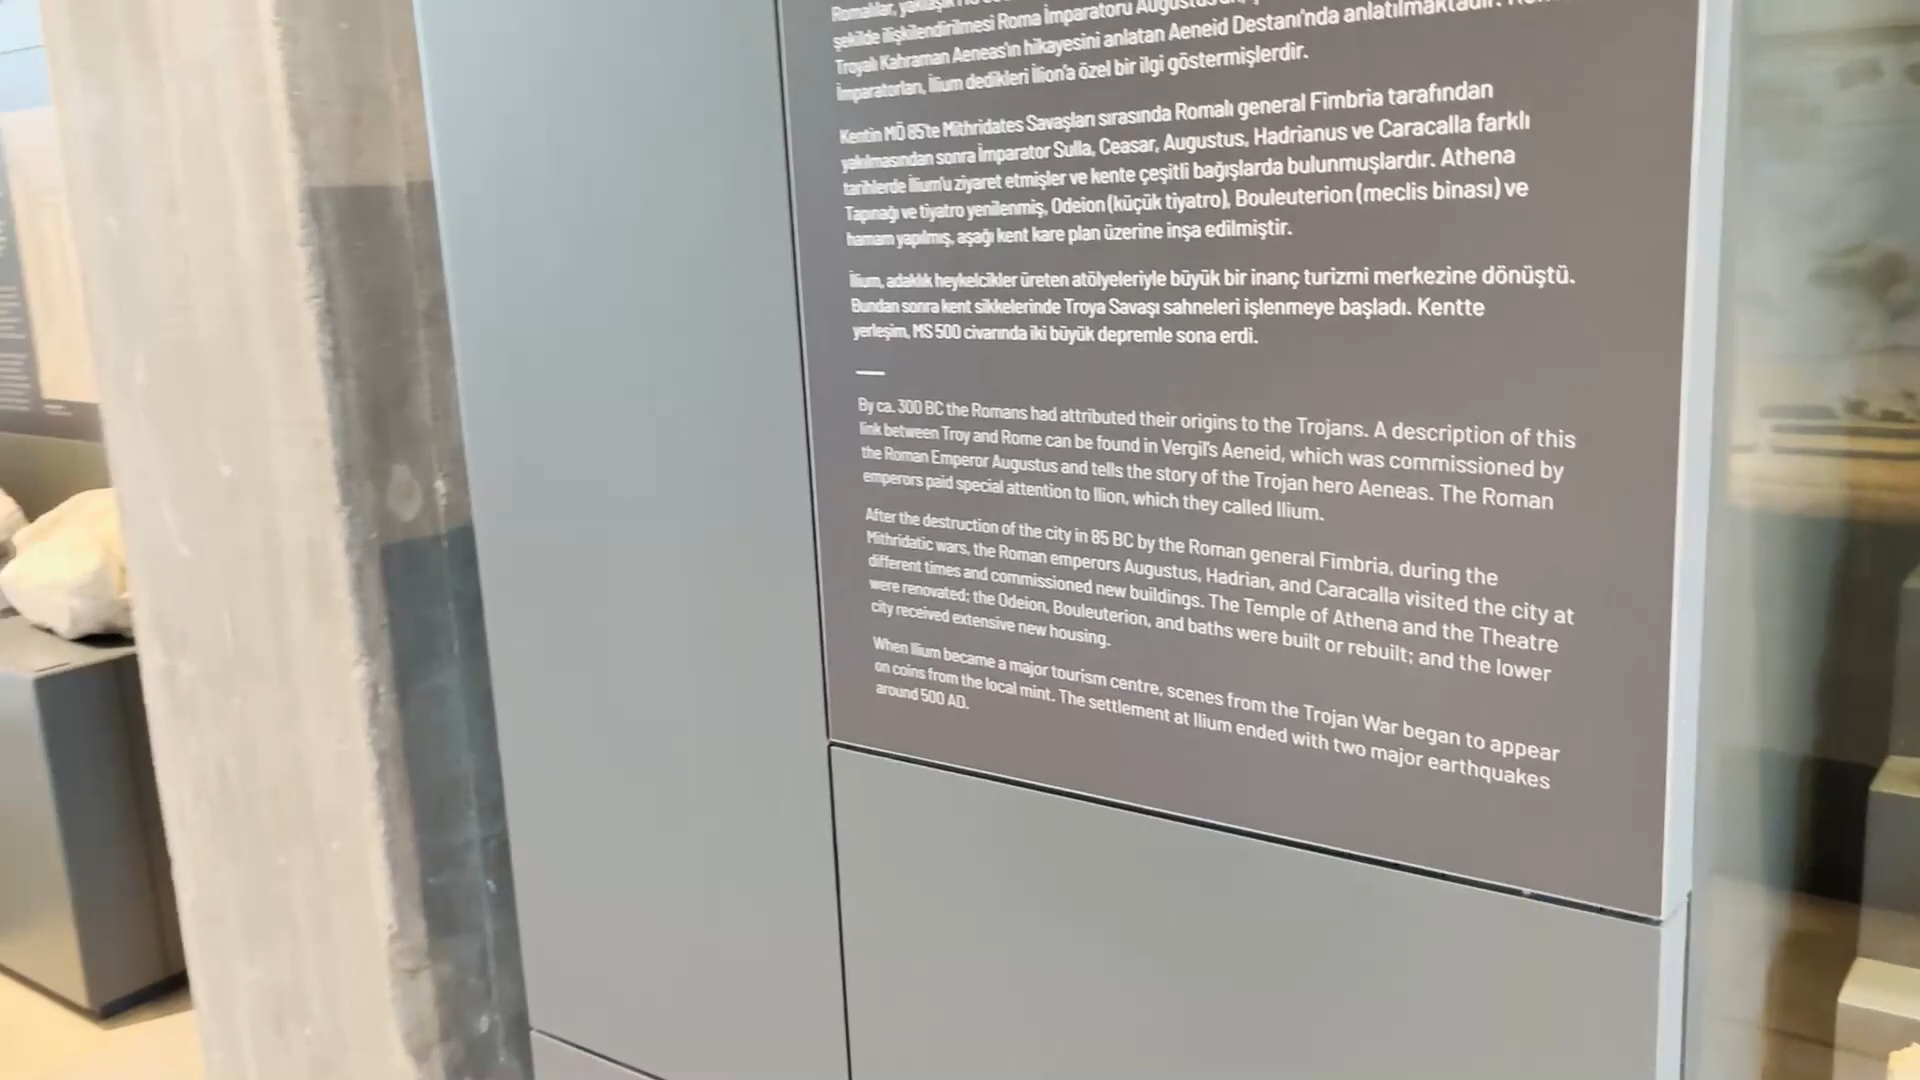 Romalılar, yaklaşık
şekilde ilişkilendirilmesi Roma İmparatoru
Troyalı Kahraman Aeneas'ın hikayesini anlatan Aeneid Destanı'nda anlatılmaktadır.
İmparatorları, İlium dedikleri İlion'a özel bir ilgi göstermişlerdir.
Kentin MÖ 85'te Mithridates Savaşları sırasında Romalı general Fimbria tarafından
yakılmasından sonra İmparator Sulla, Ceasar, Augustus, Hadrianus ve Caracalla farklı
tarihlerde İlium'u ziyaret etmişler ve kente çeşitli bağışlarda bulunmuşlardır. Athena
Tapınağı ve tiyatro yenilenmiş, Odeion (küçük tiyatro), Bouleuterion (meclis binası) ve
hamam yapılmış, aşağı kent kare plan üzerine inşa edilmiştir.
İlium, adaklık heykelcikler üreten atölyeleriyle büyük bir inanç turizmi merkezine dönüştü.
Bundan sonra kent sikkelerinde Troya Savaşı sahneleri işlenmeye başladı. Kentte
yerleşim, MS 500 civarında iki büyük depremle sona erdi.
By ca. 300 BC the Romans had attributed their origins to the Trojans. A description of this
link between Troy and Rome can be found in Vergil's Aeneid, which was commissioned by
the Roman Emperor Augustus and tells the story of the Trojan hero Aeneas. The Roman
emperors paid special attention to Ilion, which they called Ilium.
After the destruction of the city in 85 BC by the Roman general Fimbria, during the
Mithridatic wars, the Roman emperors Augustus, Hadrian, and Caracalla visited the city at
different times and commissioned new buildings. The Temple of Athena and the Theatre
were renovated; the Odeion, Bouleuterion, and baths were built or rebuilt; and the lower
city received extensive new housing.
When Ilium became a major tourism centre, scenes from the Trojan War began to appear
on coins from the local mint. The settlement at Ilium ended with two major earthquakes
around 500 AD.